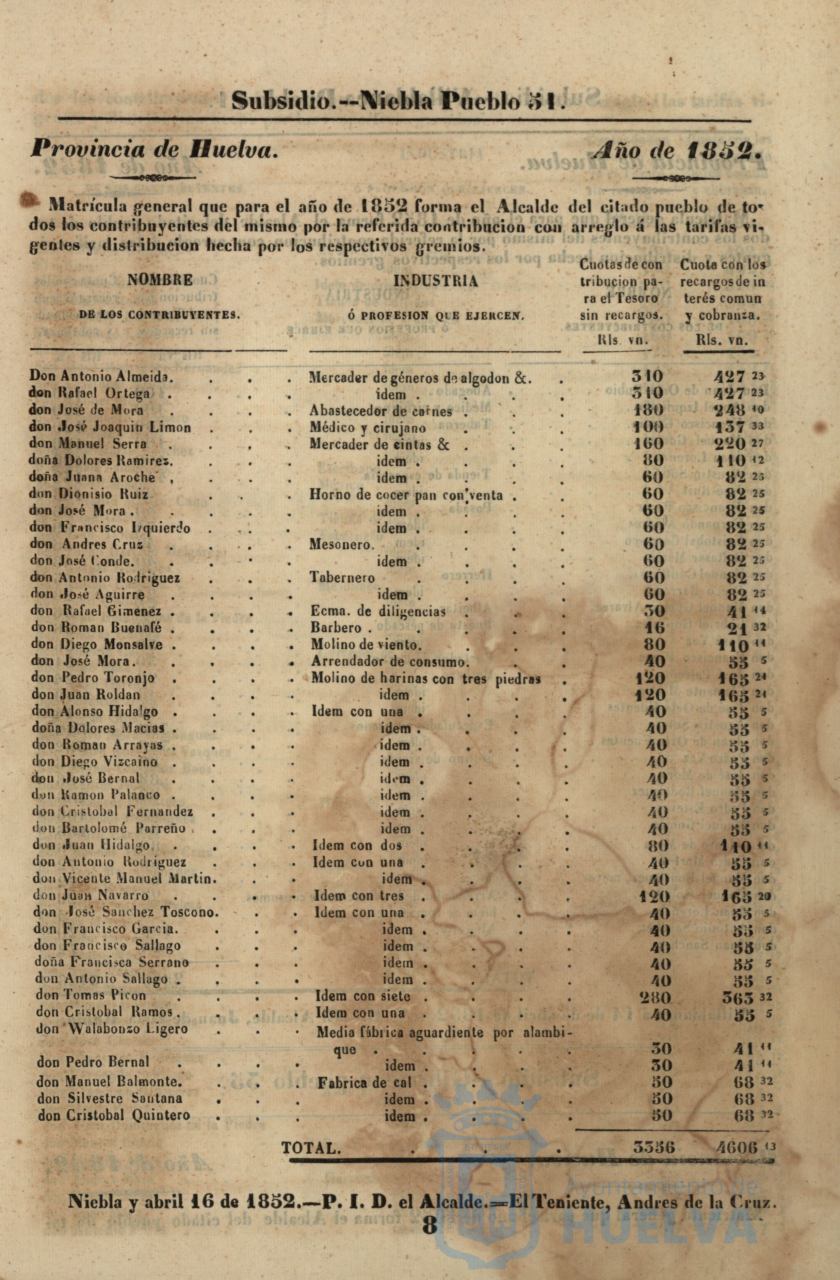 Subsidio.--Niebla Pueblo 51.
Provincia de Huelva. Año de 1852.
Matrícula general que para el año de 1852 forma el Alcalde del citado pueblo de to-
dos los contribuyentes del mismo por la referida contribucion con arreglo á las tarifas vi-
gentes y distribucion hecha por los respectivos gremios.
NOMBRE
DE LOS CONTRIBUYENTES.
INDUSTRIA
Ó PROFESION QUE EJERCEN.
Cuotas de con
tribucion pa-
ra el Tesoro
sin recargos.
Rls. vn.
Cuota con los
recargos de in
terés comun
y cobranza.
Rls. vn.
Don Antonio Almeida. Mercader de géneros de algodon &. 310 427 23
don Rafael Ortega idem . 310 427 23
don José de Mora Abastecedor de carnes . 180 248 10
don José Joaquin Limon Médico y cirujano 100 137 33
don Manuel Serra Mercader de cintas & . 160 220 27
doña Dolores Ramirez. idem . 80 110 12
doña Juana Aroche idem . 60 82 25
don Dionisio Ruiz Horno de cocer pan con venta . 60 82 25
don José Mora . idem . 60 82 25
don Francisco Izquierdo idem . 60 82 25
don Andres Cruz Mesonero. 60 82 25
don José Conde. idem . 60 82 25
don Antonio Rodriguez Tabernero 60 82 25
don José Aguirre idem . 60 82 25
don Rafael Gimenez . Ecma. de diligencias 30 41 14
don Roman Buenafé . Barbero . 16 21 32
don Diego Monsalve . Molino de viento. 80 110 11
don José Mora. Arrendador de consumo. 40 55 5
don Pedro Toronjo Molino de harinas con tres piedras 120 165 21
don Juan Roldan idem . 120 165 21
don Alonso Hidalgo . Idem con una . 40 55 5
doña Dolores Macias . idem . 40 55 5
don Roman Arrayas . idem . 40 55 5
don Diego Vizcaino idem . 40 55 5
don José Bernal idem . 40 55 5
don Ramon Palanco . idem . 40 55 5
don Cristobal Fernandez idem . 40 55 5
don Bartolomé Parreño . idem . 40 55 5
don Juan Hidalgo. Idem con dos . 80 110 11
don Antonio Rodriguez Idem con una 40 55 5
don Vicente Manuel Martin. idem . 40 55 5
don Juan Navarro Idem con tres . 120 165 20
don José Sanchez Toscono. Idem con una . 40 55 5
don Francisco Garcia. idem . 40 55 5
don Francisco Sallago idem . 40 55 5
doña Francisca Serrano idem . 40 55 5
don Antonio Sallago . idem . 40 55 5
don Tomas Picon Idem con siete . 280 363 32
don Cristobal Ramos . Idem con una . 40 55 5
don Walabonzo Ligero Media fábrica aguardiente por alambi-
que . 30 41 11
don Pedro Bernal idem . 30 41 11
don Manuel Balmonte. Fabrica de cal . 50 68 32
don Silvestre Santana idem . 50 68 32
don Cristobal Quintero idem . 50 68 32
TOTAL. 3356 4606 13
Niebla y abril 16 de 1852.—P. I. D. el Alcalde.=El Teniente, Andres de la Cruz.
8
Ayuntamiento de
HUELVA